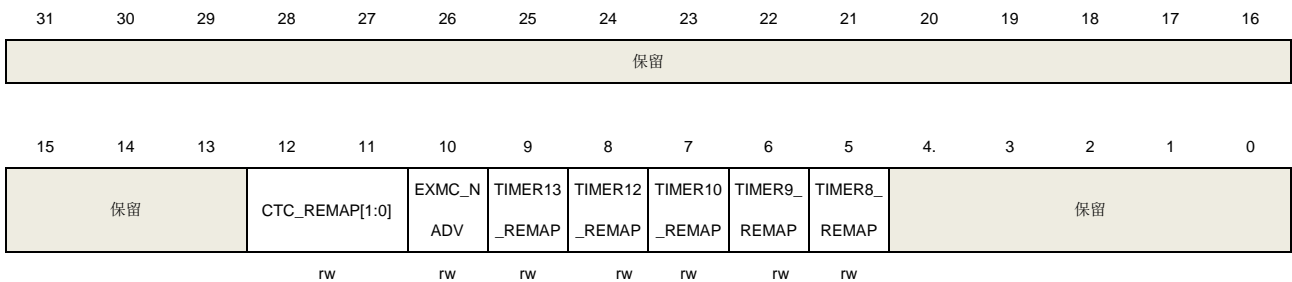 31 30 29 28 27 26 25 24 23 22 21 20 19 18 17 16
保留
15 14 13 12 11 10 9 8 7 6 5 4. 3 2 1 0
保留 CTC_REMAP[1:0] EXMC_N TIMER13 TIMER12 TIMER10 TIMER9_ TIMER8_ 保留
ADV _REMAP _REMAP _REMAP REMAP REMAP
rw rw rw rw rw rw rw